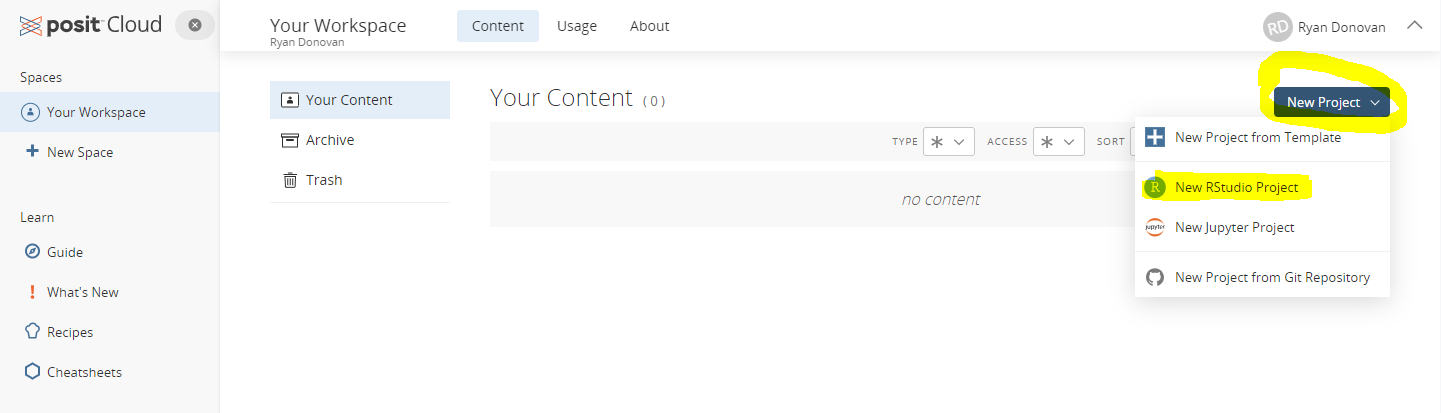 posit Cloud
Your Workspace
Ryan Donovan
Content
Usage
About
RD
Ryan Donovan
Spaces
Your Workspace
New Space
Learn
Guide
What's New
Recipes
Cheatsheets
Your Content
Archive
Trash
Your Content (0)
New Project
TYPE * ACCESS * SORT
no content
New Project from Template
R New RStudio Project
jupyter New Jupyter Project
New Project from Git Repository